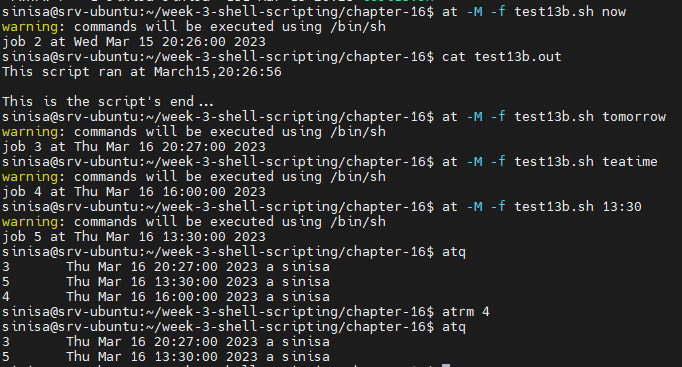 sinisa@srv-ubuntu:~/week-3-shell-scripting/chapter-16$ at -M -f test13b.sh now
warning: commands will be executed using /bin/sh
job 2 at Wed Mar 15 20:26:00 2023
sinisa@srv-ubuntu:~/week-3-shell-scripting/chapter-16$ cat test13b.out
This script ran at March15,20:26:56

This is the script's end...
sinisa@srv-ubuntu:~/week-3-shell-scripting/chapter-16$ at -M -f test13b.sh tomorrow
warning: commands will be executed using /bin/sh
job 3 at Thu Mar 16 20:27:00 2023
sinisa@srv-ubuntu:~/week-3-shell-scripting/chapter-16$ at -M -f test13b.sh teatime
warning: commands will be executed using /bin/sh
job 4 at Thu Mar 16 16:00:00 2023
sinisa@srv-ubuntu:~/week-3-shell-scripting/chapter-16$ at -M -f test13b.sh 13:30
warning: commands will be executed using /bin/sh
job 5 at Thu Mar 16 13:30:00 2023
sinisa@srv-ubuntu:~/week-3-shell-scripting/chapter-16$ atq
3       Thu Mar 16 20:27:00 2023 a sinisa
5       Thu Mar 16 13:30:00 2023 a sinisa
4       Thu Mar 16 16:00:00 2023 a sinisa
sinisa@srv-ubuntu:~/week-3-shell-scripting/chapter-16$ atrm 4
sinisa@srv-ubuntu:~/week-3-shell-scripting/chapter-16$ atq
3       Thu Mar 16 20:27:00 2023 a sinisa
5       Thu Mar 16 13:30:00 2023 a sinisa